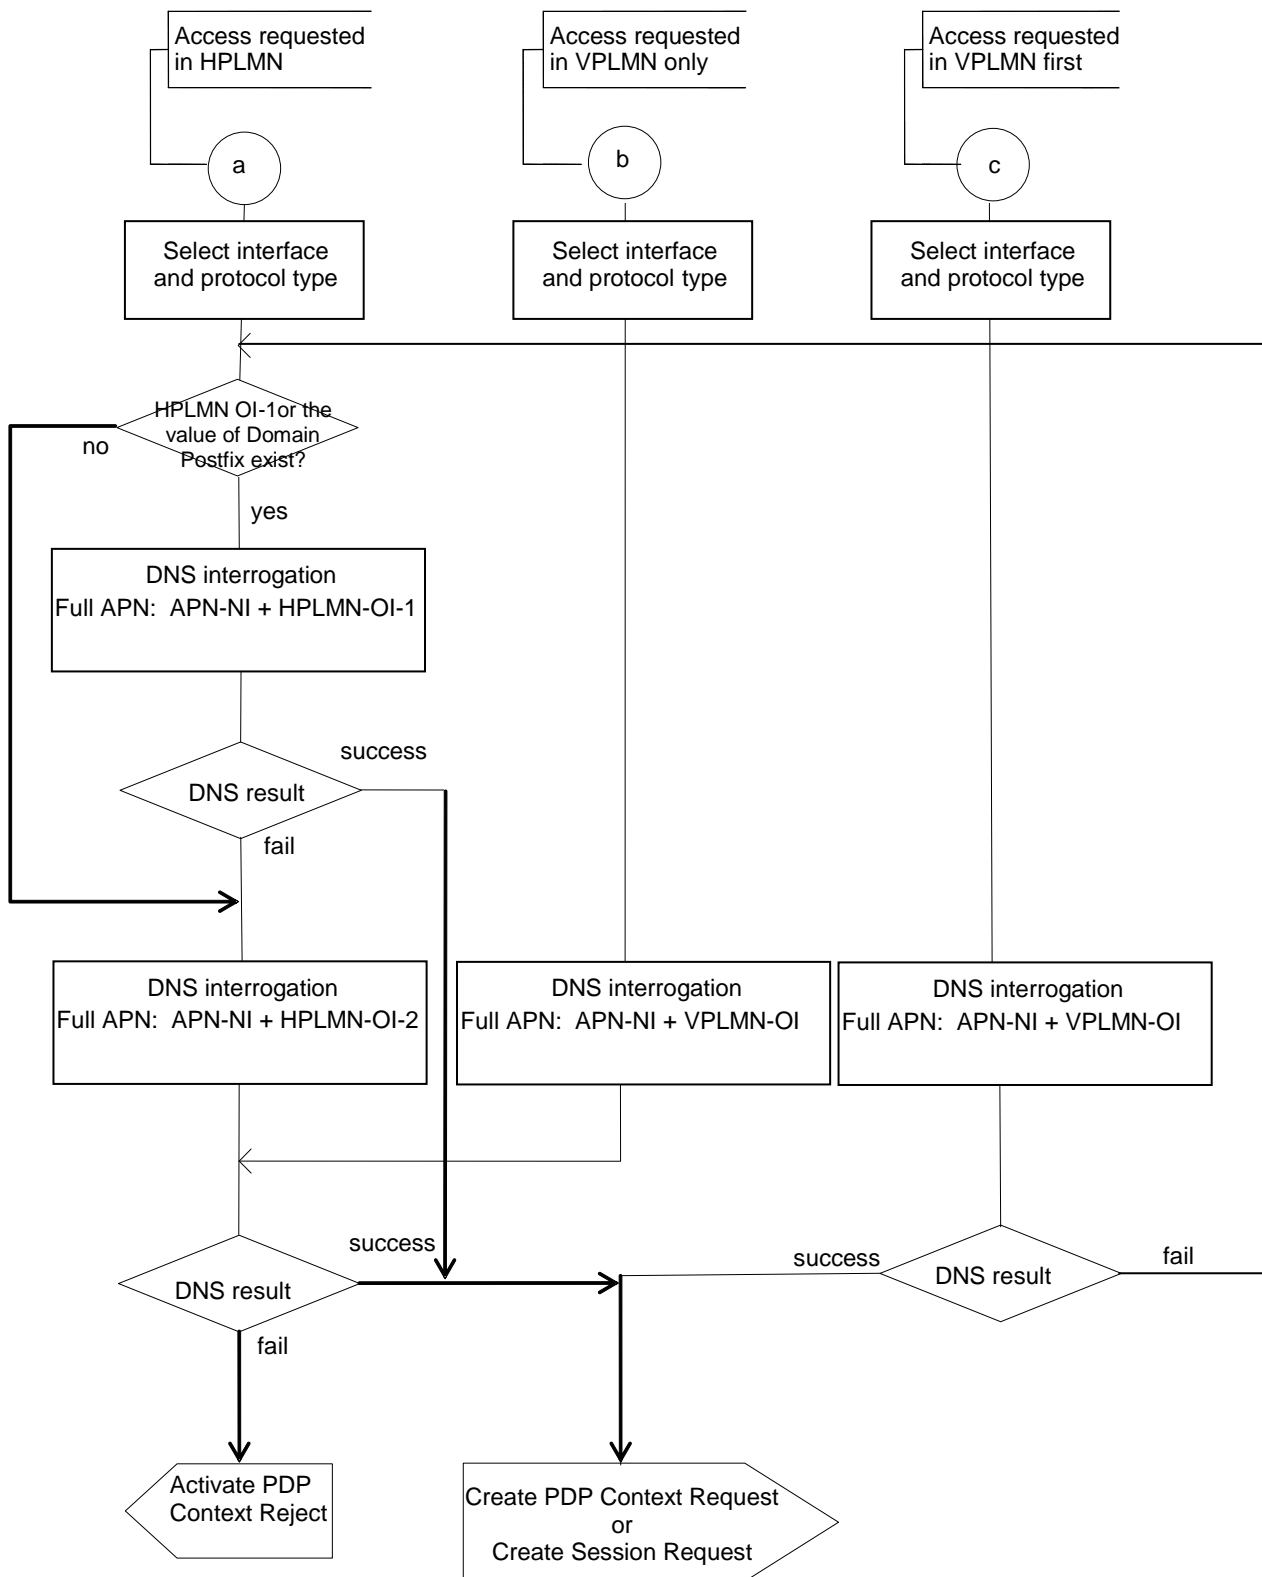 Access requested
in HPLMN
Access requested
in VPLMN only
Access requested
in VPLMN first
a
b
c
Select interface
and protocol type
Select interface
and protocol type
Select interface
and protocol type
HPLMN OI-1or the
value of Domain
Postfix exist?
no
yes
DNS interrogation
Full APN: APN-NI + HPLMN-OI-1
success
DNS result
fail
DNS interrogation
Full APN: APN-NI + HPLMN-OI-2
DNS interrogation
Full APN: APN-NI + VPLMN-OI
DNS interrogation
Full APN: APN-NI + VPLMN-OI
success
DNS result
fail
success
DNS result
fail
Activate PDP
Context Reject
Create PDP Context Request
or
Create Session Request